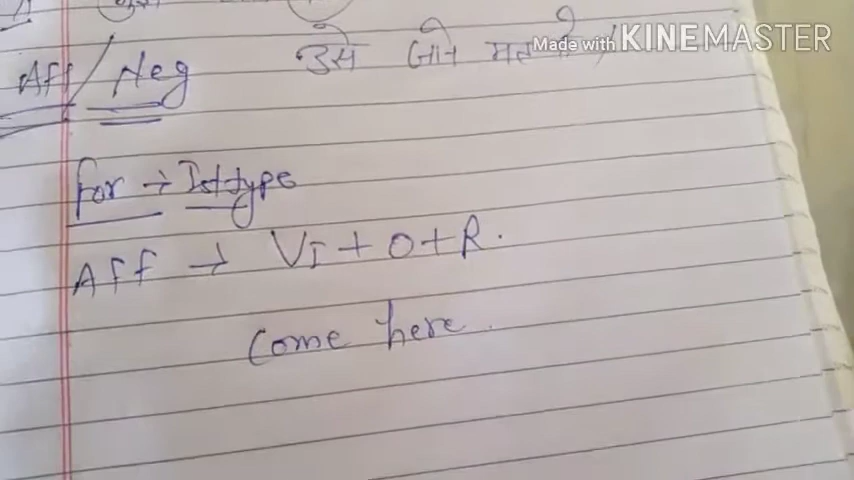 उसे जाने मत
Made with KINEMASTER
Aff/Neg
For → Ist type
Aff → VI + O + R.
Come here.